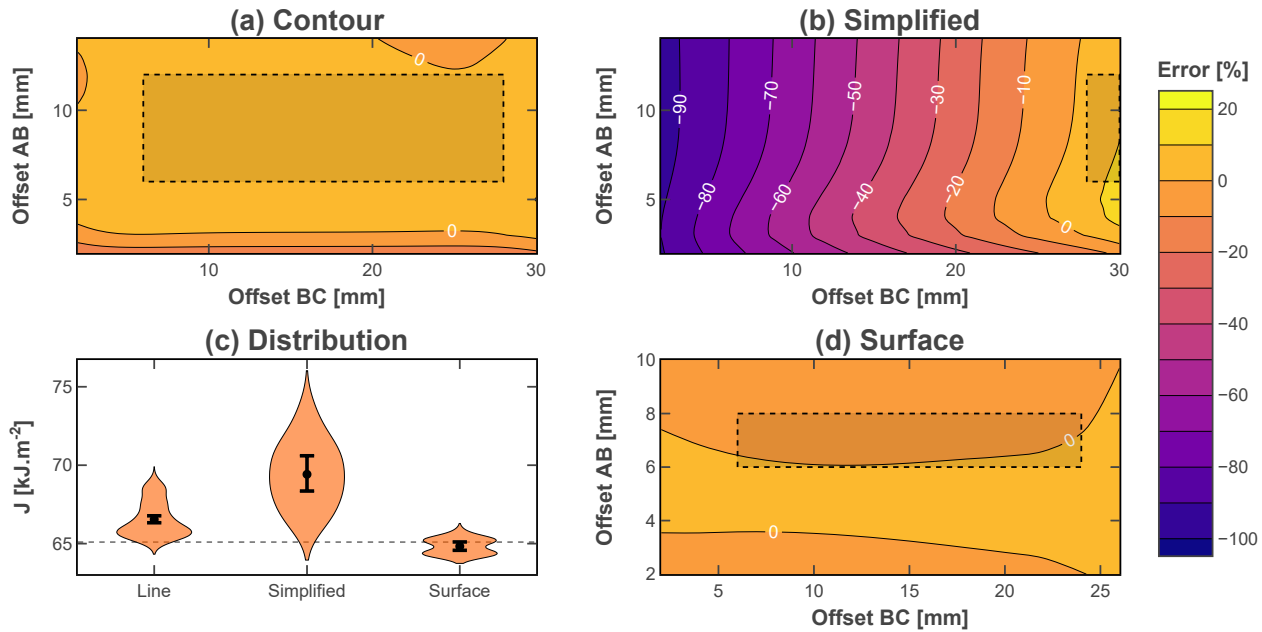 (a) Contour
Offset AB [mm]
10
5
0
0
10
20
30
Offset BC [mm]
(b) Simplified
Offset AB [mm]
10
5
−90
−80
−70
−60
−50
−40
−30
−20
−10
0
10
20
30
Offset BC [mm]
Error [%]
20
0
−20
−40
−60
−80
−100
(c) Distribution
J [kJ.m⁻²]
75
70
65
Line
Simplified
Surface
(d) Surface
Offset AB [mm]
10
8
6
4
2
0
0
5
10
15
20
25
Offset BC [mm]